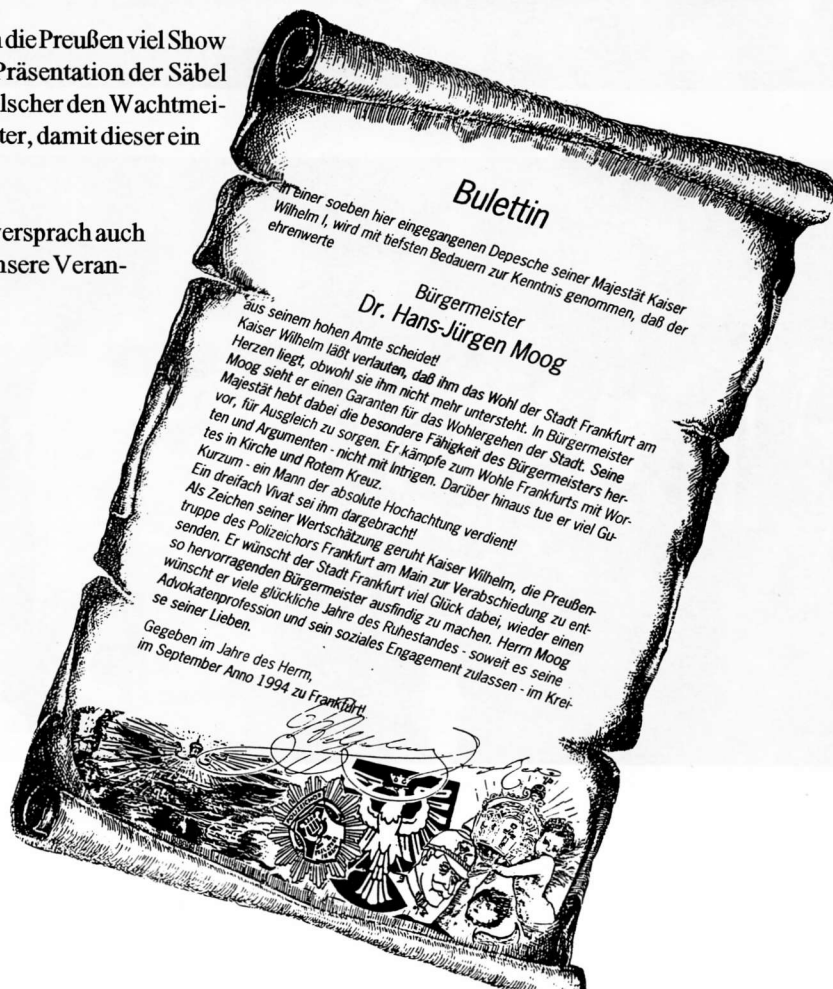 die Preußen viel Show
Präsentation der Säbel
lscher den Wachtmei-
ter, damit dieser ein
versprach auch
nsere Veran-
Bulettin
In einer soeben hier eingegangenen Depesche seiner Majestät Kaiser
Wilhelm I, wird mit tiefsten Bedauern zur Kenntnis genommen, daß der
ehrenwerte
Bürgermeister
Dr. Hans-Jürgen Moog
aus seinem hohen Amte scheidet!
Kaiser Wilhelm läßt verlauten, daß ihm das Wohl der Stadt Frankfurt am
Herzen liegt, obwohl sie ihm nicht mehr untersteht. In Bürgermeister
Moog sieht er einen Garanten für das Wohlergehen der Stadt. Seine
Majestät hebt dabei die besondere Fähigkeit des Bürgermeisters her-
vor, für Ausgleich zu sorgen. Er kämpfe zum Wohle Frankfurts mit Wor-
ten und Argumenten - nicht mit Intrigen. Darüber hinaus tue er viel Gu-
tes in Kirche und Rotem Kreuz.
Kurzum - ein Mann der absolute Hochachtung verdient!
Ein dreifach Vivat sei ihm dargebracht!
Als Zeichen seiner Wertschätzung geruht Kaiser Wilhelm, die Preußen-
truppe des Polizeichors Frankfurt am Main zur Verabschiedung zu ent-
senden. Er wünscht der Stadt Frankfurt viel Glück dabei, wieder einen
so hervorragenden Bürgermeister ausfindig zu machen. Herrn Moog
wünscht er viele glückliche Jahre des Ruhestandes - soweit es seine
Advokatenprofession und sein soziales Engagement zulassen - im Krei-
se seiner Lieben.
Gegeben im Jahre des Herrn,
im September Anno 1994 zu Frankfurt!